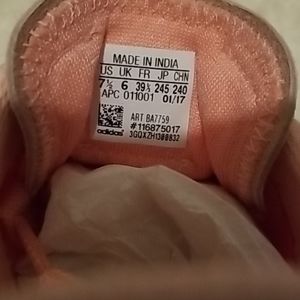 MADE IN INDIA
US UK FR JP CHN
7½ 6 39⅓ 245 240
APC 011001 01/17
ART BA7759
#116875017
3GQXZH1388832
adidas